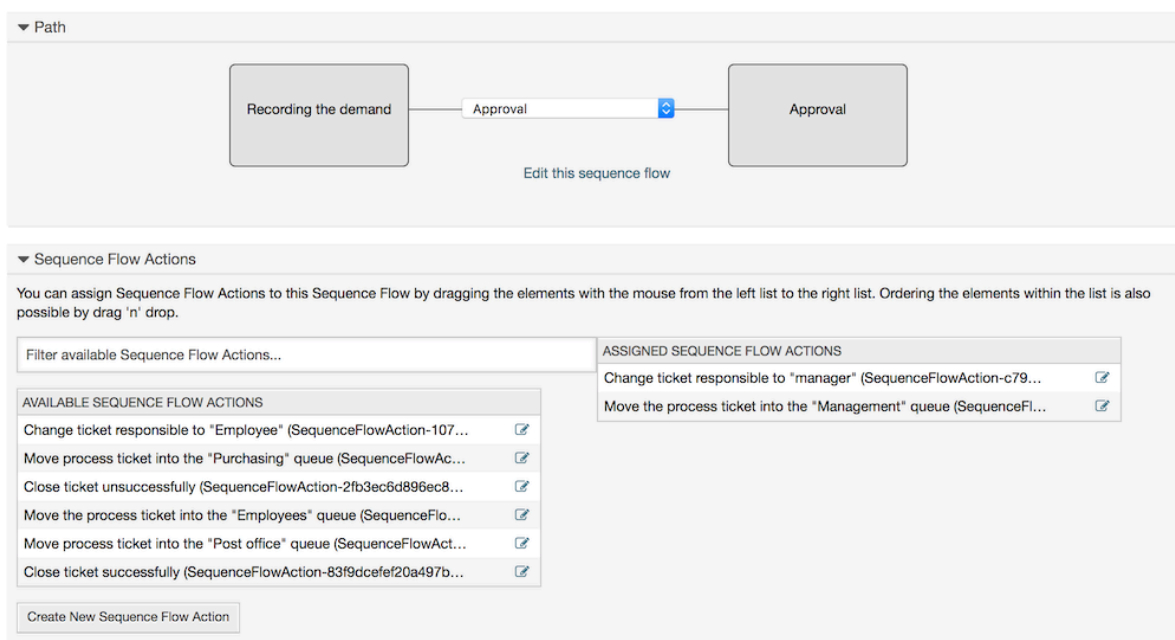 Path
Recording the demand
Approval
Approval
Edit this sequence flow
Sequence Flow Actions
You can assign Sequence Flow Actions to this Sequence Flow by dragging the elements with the mouse from the left list to the right list. Ordering the elements within the list is also
possible by drag 'n' drop.
Filter available Sequence Flow Actions...
AVAILABLE SEQUENCE FLOW ACTIONS
Change ticket responsible to "Employee" (SequenceFlowAction-107...
Move process ticket into the "Purchasing" queue (SequenceFlowAc...
Close ticket unsuccessfully (SequenceFlowAction-2fb3ec6d896ec8...
Move the process ticket into the "Employees" queue (SequenceFlo...
Move process ticket into the "Post office" queue (SequenceFlowAct...
Close ticket successfully (SequenceFlowAction-83f9dcefef20a497b...
Create New Sequence Flow Action
ASSIGNED SEQUENCE FLOW ACTIONS
Change ticket responsible to "manager" (SequenceFlowAction-c79...
Move the process ticket into the "Management" queue (SequenceFl...